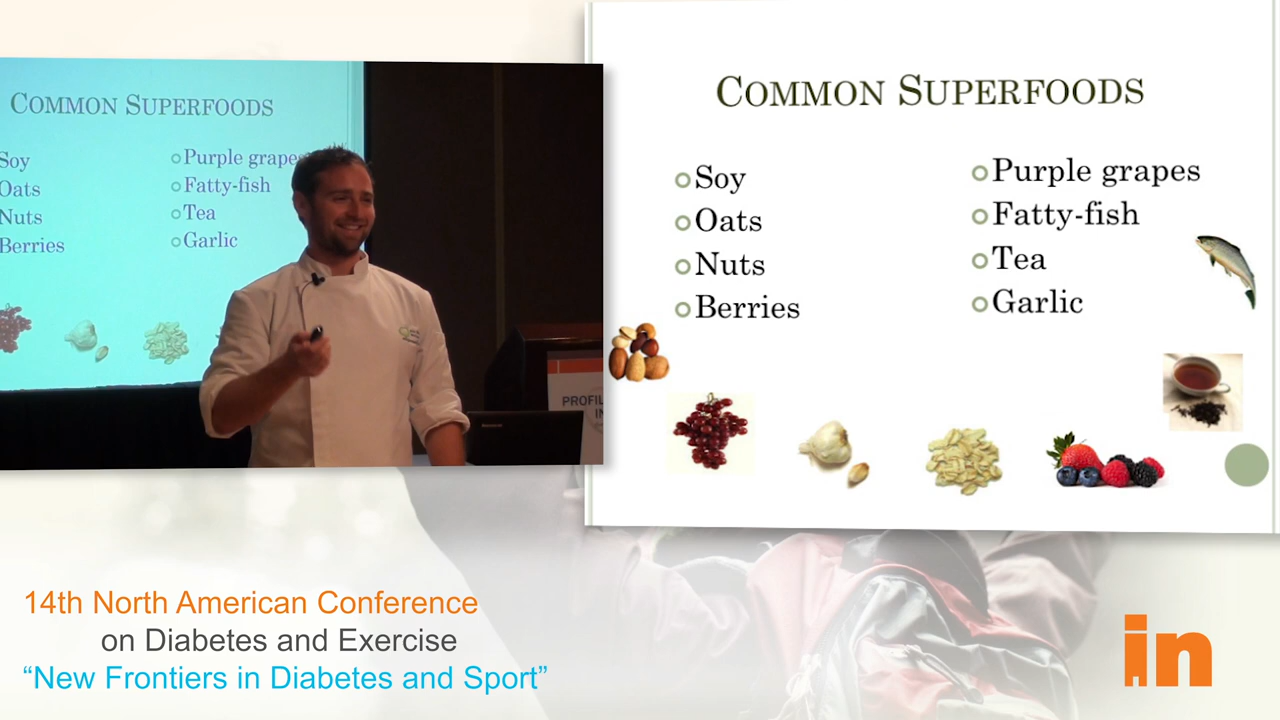 COMMON SUPERFOODS
Soy
Oats
Nuts
Berries
Purple grapes
Fatty-fish
Tea
Garlic
COMMON SUPERFOODS
Soy
Oats
Nuts
Berries
Purple grapes
Fatty-fish
Tea
Garlic
PROFIL
IN
14th North American Conference
on Diabetes and Exercise
“New Frontiers in Diabetes and Sport”
in